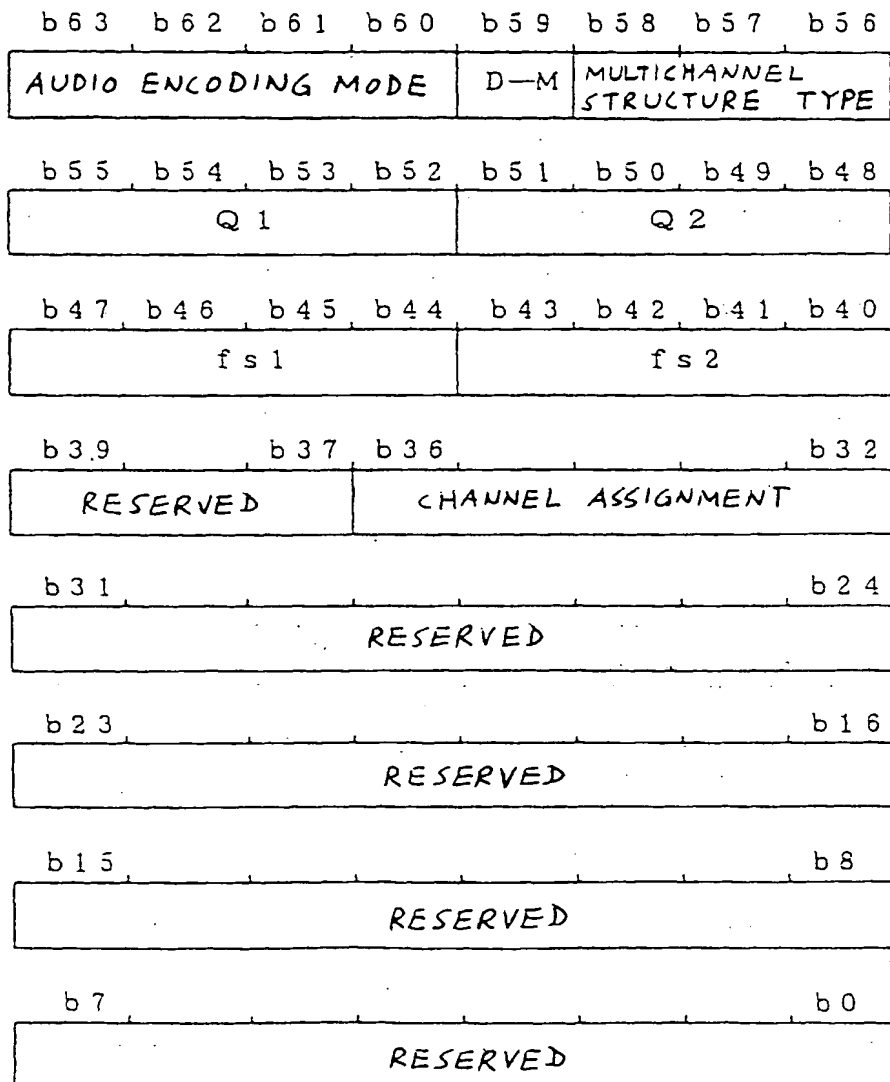 b63 b62 b61 b60 b59 b58 b57 b56
AUDIO ENCODING MODE D—M MULTICHANNEL
STRUCTURE TYPE
b55 b54 b53 b52 b51 b50 b49 b48
Q1 Q2
b47 b46 b45 b44 b43 b42 b41 b40
fs1 fs2
b39 b37 b36 b32
RESERVED CHANNEL ASSIGNMENT
b31 b24
RESERVED
b23 b16
RESERVED
b15 b8
RESERVED
b7 b0
RESERVED